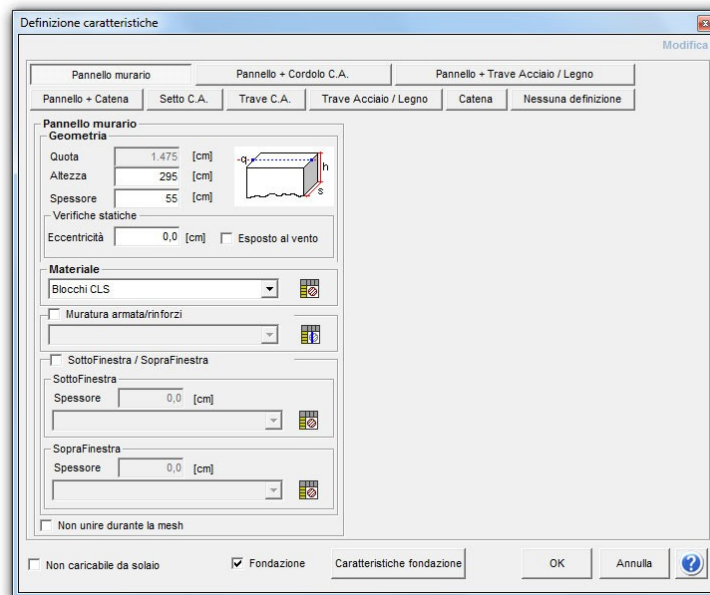 Definizione caratteristiche
Modifica
Pannello murario Pannello + Cordolo C.A. Pannello + Trave Acciaio / Legno
Pannello + Catena Setto C.A. Trave C.A. Trave Acciaio / Legno Catena Nessuna definizione
Pannello murario
Geometria
Quota 1.475 [cm]
Altezza 295 [cm]
Spessore 55 [cm]
-q- h s
Verifiche statiche
Eccentricità 0,0 [cm] Esposto al vento
Materiale
Blocchi CLS
Muratura armata/rinforzi
SottoFinestra / SopraFinestra
SottoFinestra
Spessore 0,0 [cm]
SopraFinestra
Spessore 0,0 [cm]
Non unire durante la mesh
Non caricabile da solaio Fondazione Caratteristiche fondazione OK Annulla ?